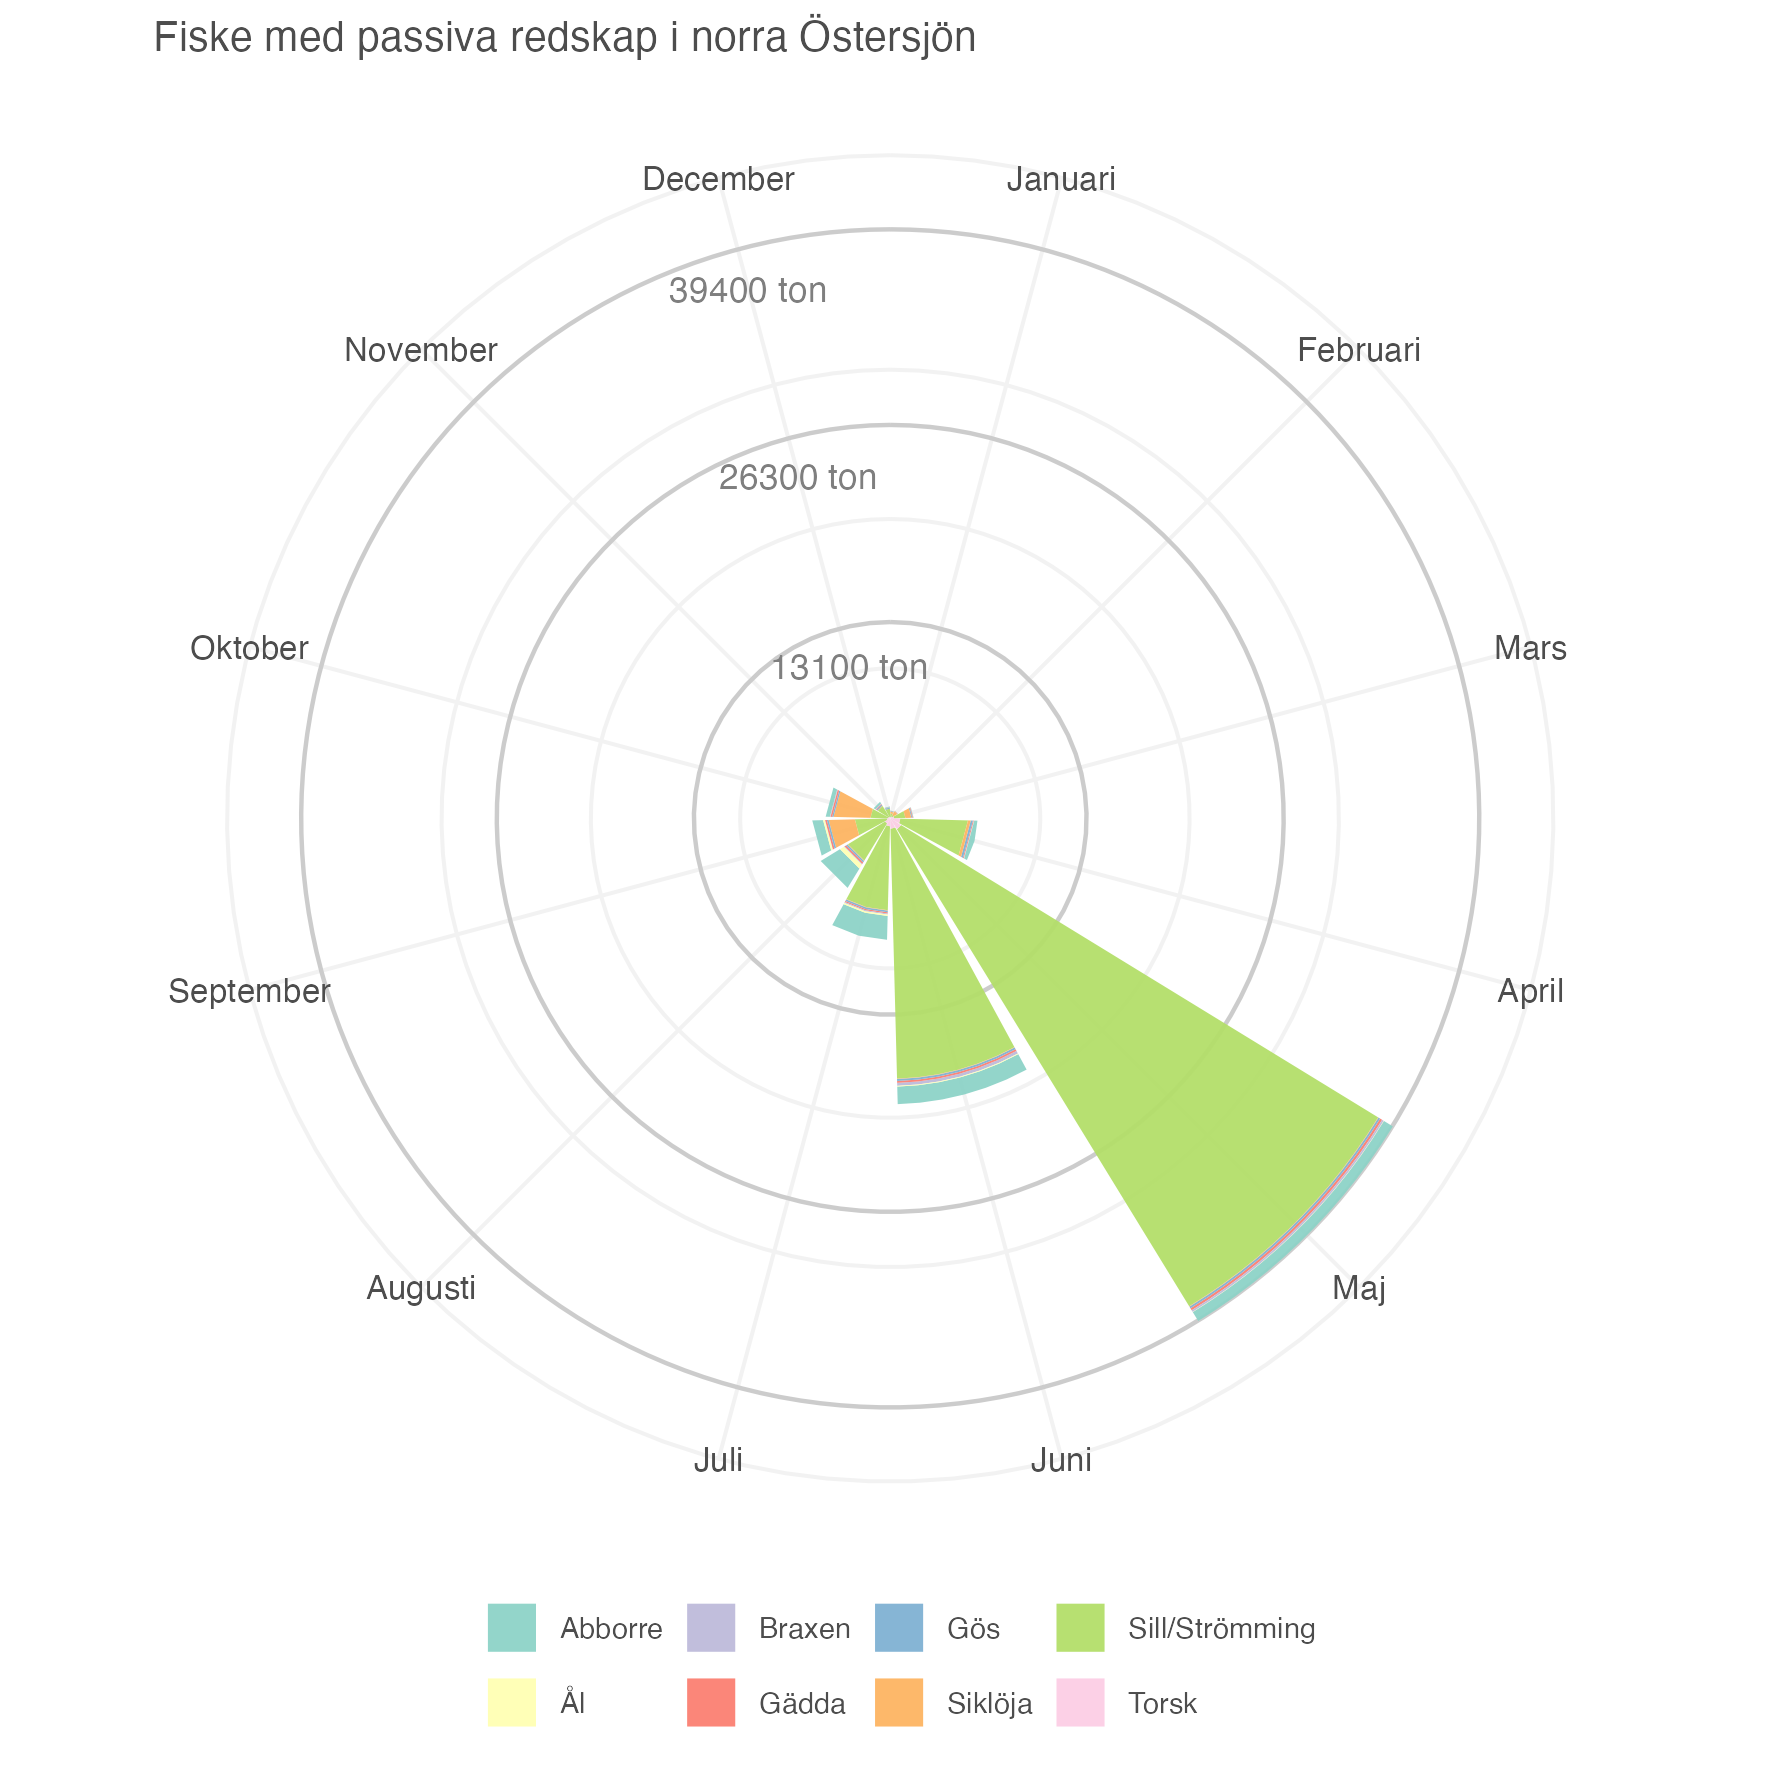 Fiske med passiva redskap i norra Östersjön
December
Januari
39400 ton
November
Februari
26300 ton
Oktober
Mars
13100 ton
September
April
Augusti
Maj
Juli
Juni
Abborre
Braxen
Gös
Sill/Strömming
Ål
Gädda
Siklöja
Torsk